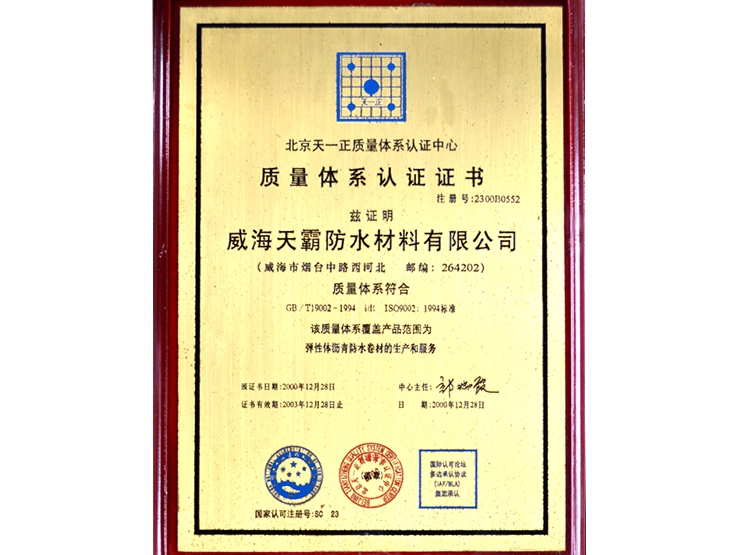 天一正
北京天一正质量体系认证中心
质量体系认证证书
注册号:2300B0552
兹证明
威海天霸防水材料有限公司
(威海市烟台中路西河北 邮编: 264202)
质量体系符合
GB/T19002-1994 idt ISO9002: 1994标准
该质量体系覆盖产品范围为
弹性体沥青防水卷材的生产和服务
颁证书日期:2000年12月28日
中心主任:
证书有效期:2003年12月28日止
日 期:2000年12月28日
国际认可论坛
多边承认协议
(IAF/MLA)
集团承认
国家认可注册号:SC 23